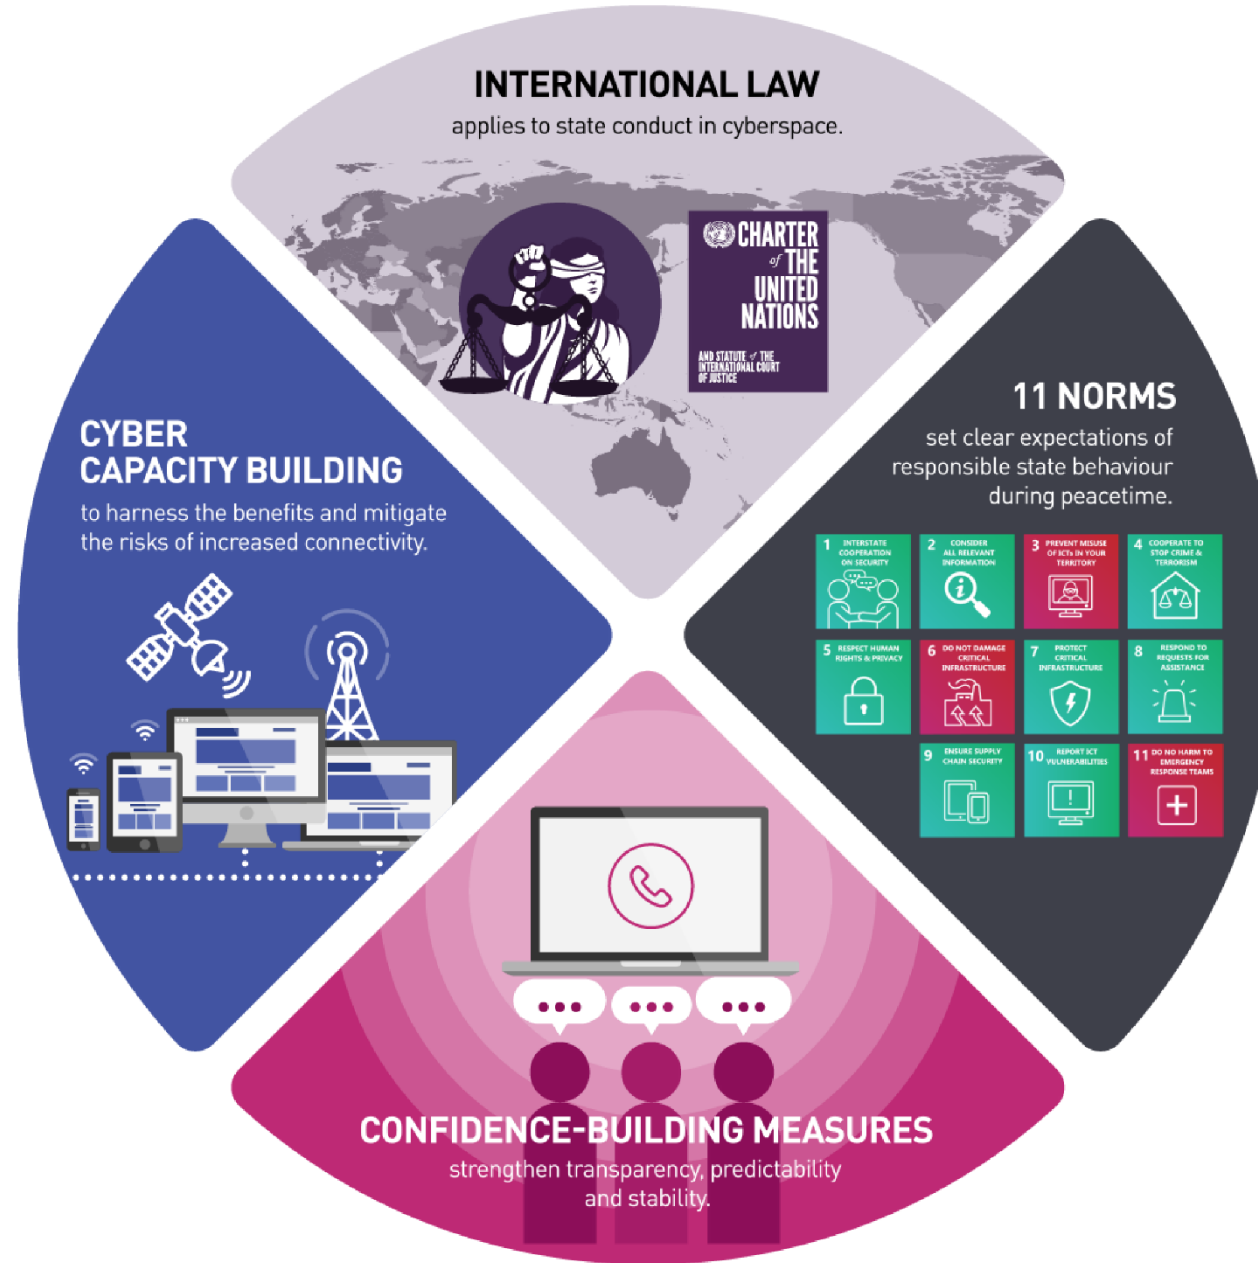 INTERNATIONAL LAW
applies to state conduct in cyberspace.
CHARTER
of THE
UNITED
NATIONS
AND STATUTE of THE
INTERNATIONAL COURT
OF JUSTICE
11 NORMS
set clear expectations of
responsible state behaviour
during peacetime.
1 INTERSTATE
COOPERATION
ON SECURITY
2 CONSIDER
ALL RELEVANT
INFORMATION
3 PREVENT MISUSE
OF ICTs IN YOUR
TERRITORY
4 COOPERATE TO
STOP CRIME &
TERRORISM
5 RESPECT HUMAN
RIGHTS & PRIVACY
6 DO NOT DAMAGE
CRITICAL
INFRASTRUCTURE
7 PROTECT
CRITICAL
INFRASTRUCTURE
8 RESPOND TO
REQUESTS FOR
ASSISTANCE
9 ENSURE SUPPLY
CHAIN SECURITY
10 REPORT ICT
VULNERABILITIES
11 DO NO HARM TO
EMERGENCY
RESPONSE TEAMS
CYBER
CAPACITY BUILDING
to harness the benefits and mitigate
the risks of increased connectivity.
CONFIDENCE-BUILDING MEASURES
strengthen transparency, predictability
and stability.